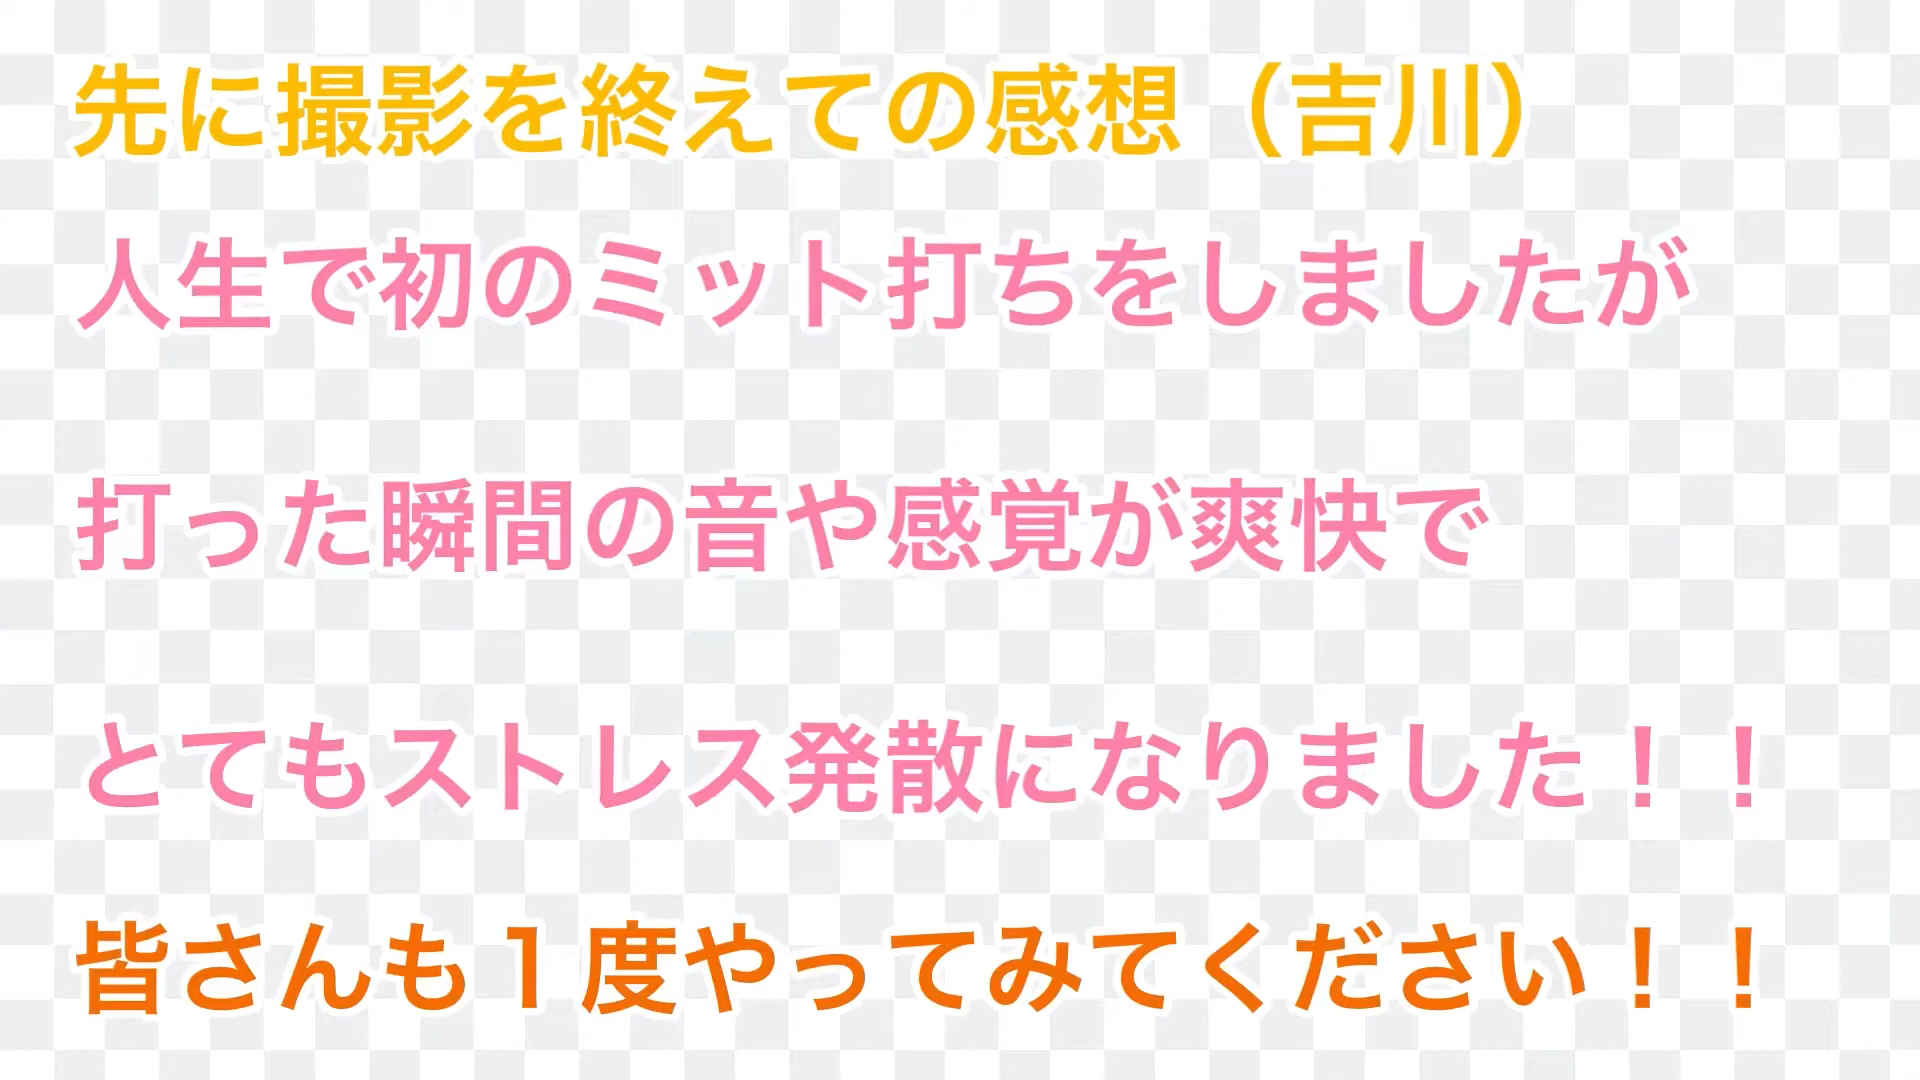 先に撮影を終えての感想（吉川）
人生で初のミット打ちをしましたが
打った瞬間の音や感覚が爽快で
とてもストレス発散になりました！！
皆さんも１度やってみてください！！